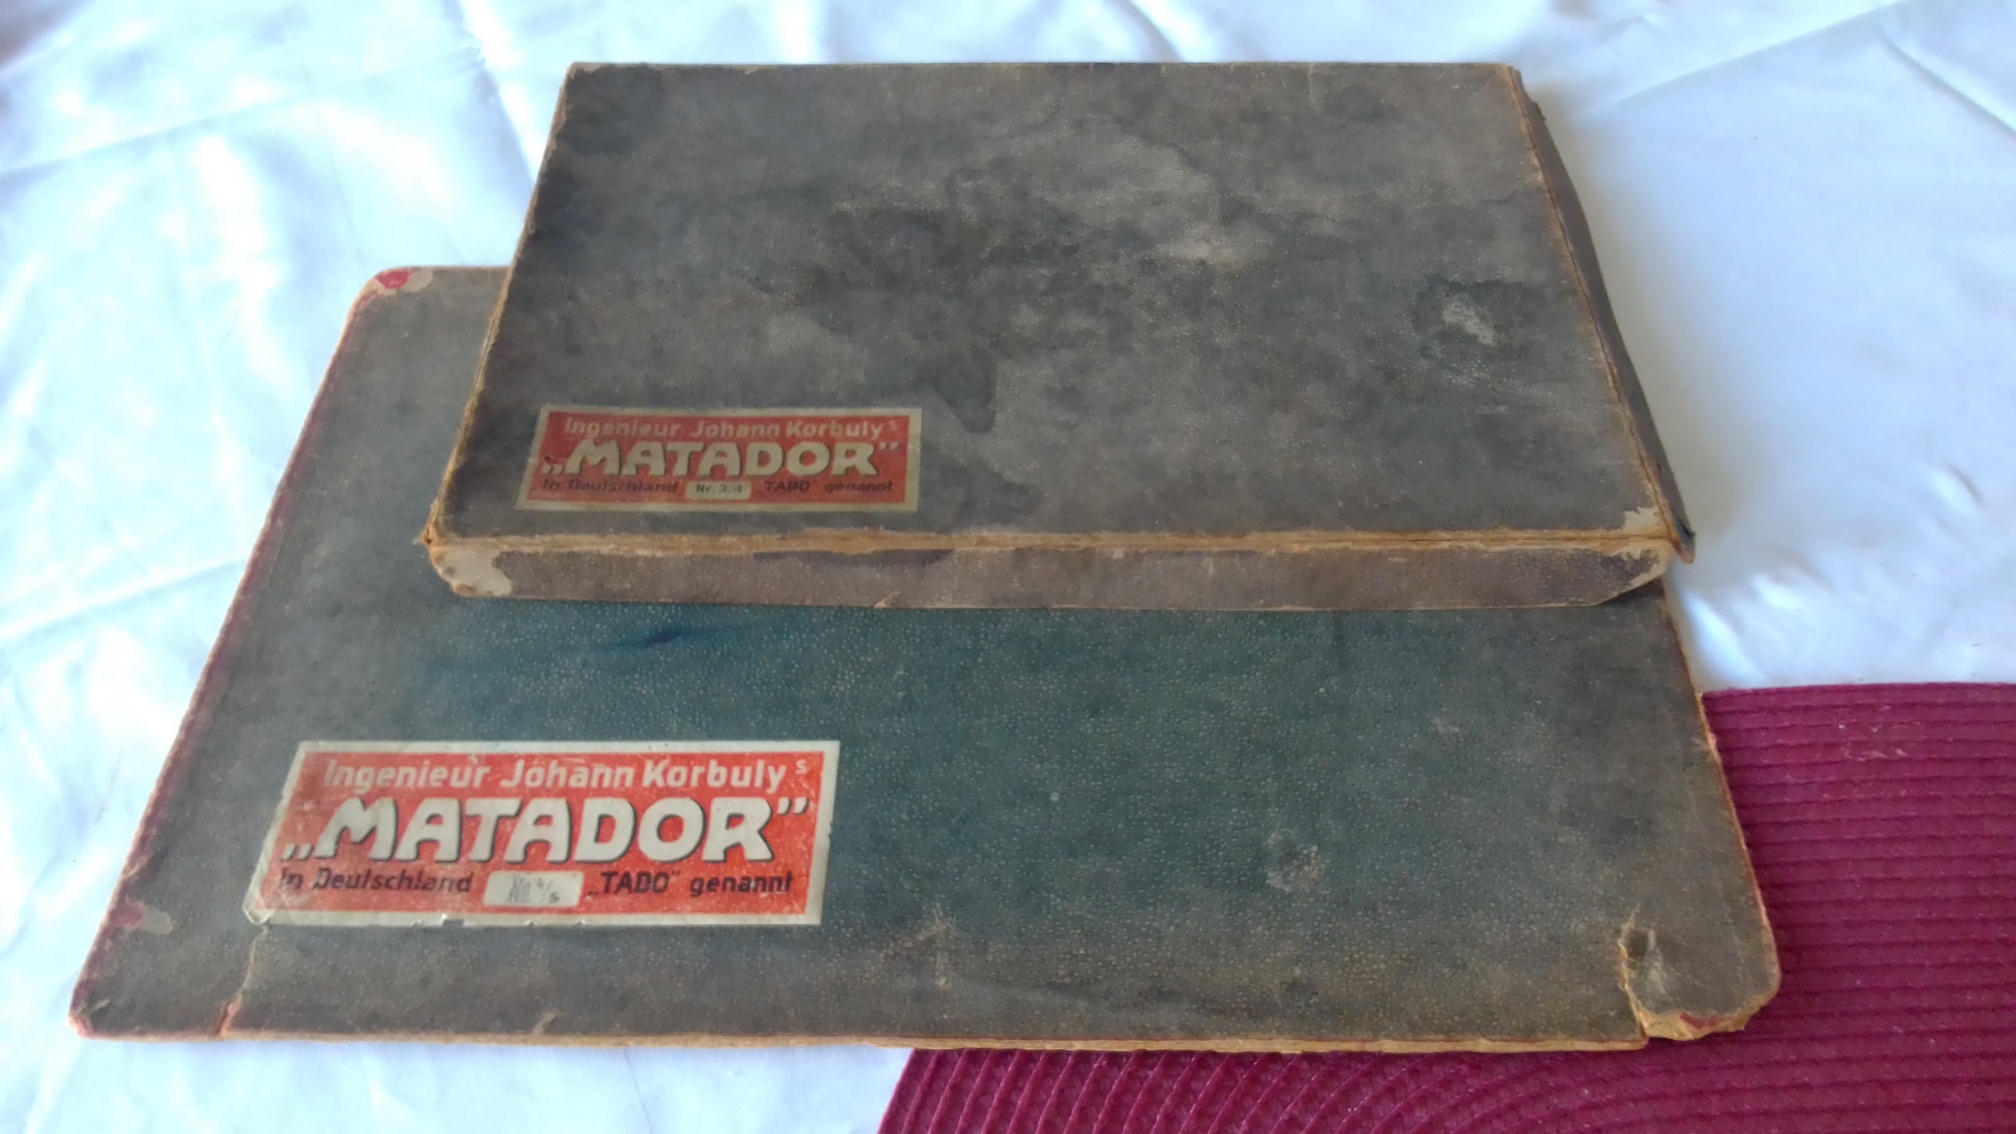 Ingenieur Johann Korbuly s
„MATADOR”
In Deutschland Nr. 3/4 „TABO” genannt
Ingenieur Johann Korbuly s
„MATADOR”
In Deutschland No 4/5 „TABO” genannt